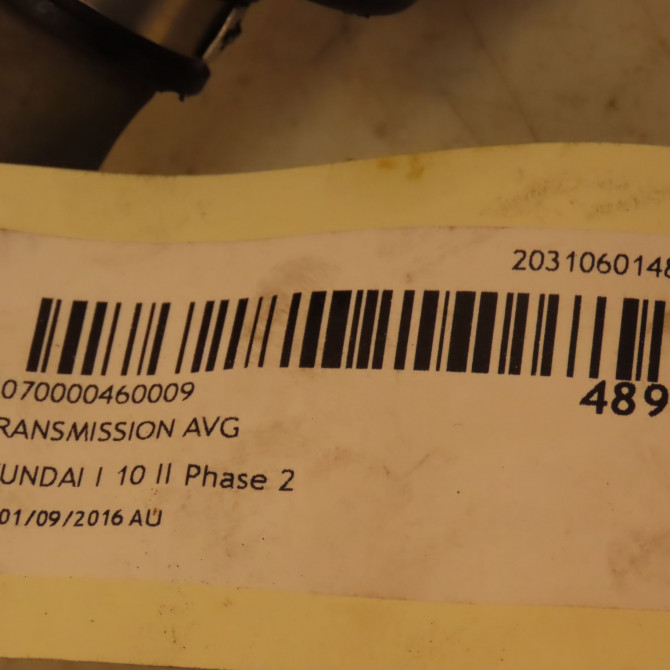 2031060148
070000460009
489
RANSMISSION AVG
UNDAI I 10 II Phase 2
01/09/2016 AU